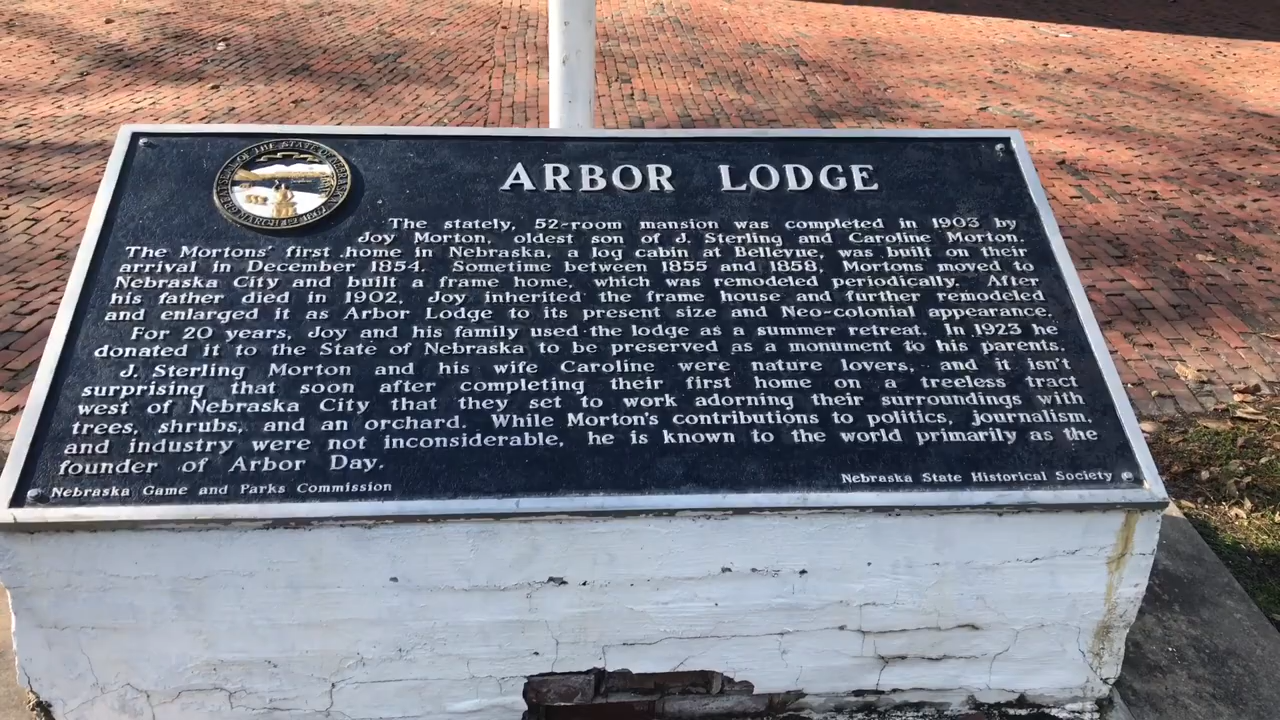 GREAT SEAL OF THE STATE OF NEBRASKA
MARCH 1ST 1867
ARBOR LODGE
The stately, 52-room mansion was completed in 1903 by
Joy Morton, oldest son of J. Sterling and Caroline Morton.
The Mortons' first home in Nebraska, a log cabin at Bellevue, was built on their
arrival in December 1854. Sometime between 1855 and 1858, Mortons moved to
Nebraska City and built a frame home, which was remodeled periodically. After
his father died in 1902, Joy inherited the frame house and further remodeled
and enlarged it as Arbor Lodge to its present size and Neo-colonial appearance.
For 20 years, Joy and his family used the lodge as a summer retreat. In 1923 he
donated it to the State of Nebraska to be preserved as a monument to his parents.
J. Sterling Morton and his wife Caroline were nature lovers, and it isn't
surprising that soon after completing their first home on a treeless tract
west of Nebraska City that they set to work adorning their surroundings with
trees, shrubs, and an orchard. While Morton's contributions to politics, journalism,
and industry were not inconsiderable, he is known to the world primarily as the
founder of Arbor Day.
Nebraska Game and Parks Commission
Nebraska State Historical Society